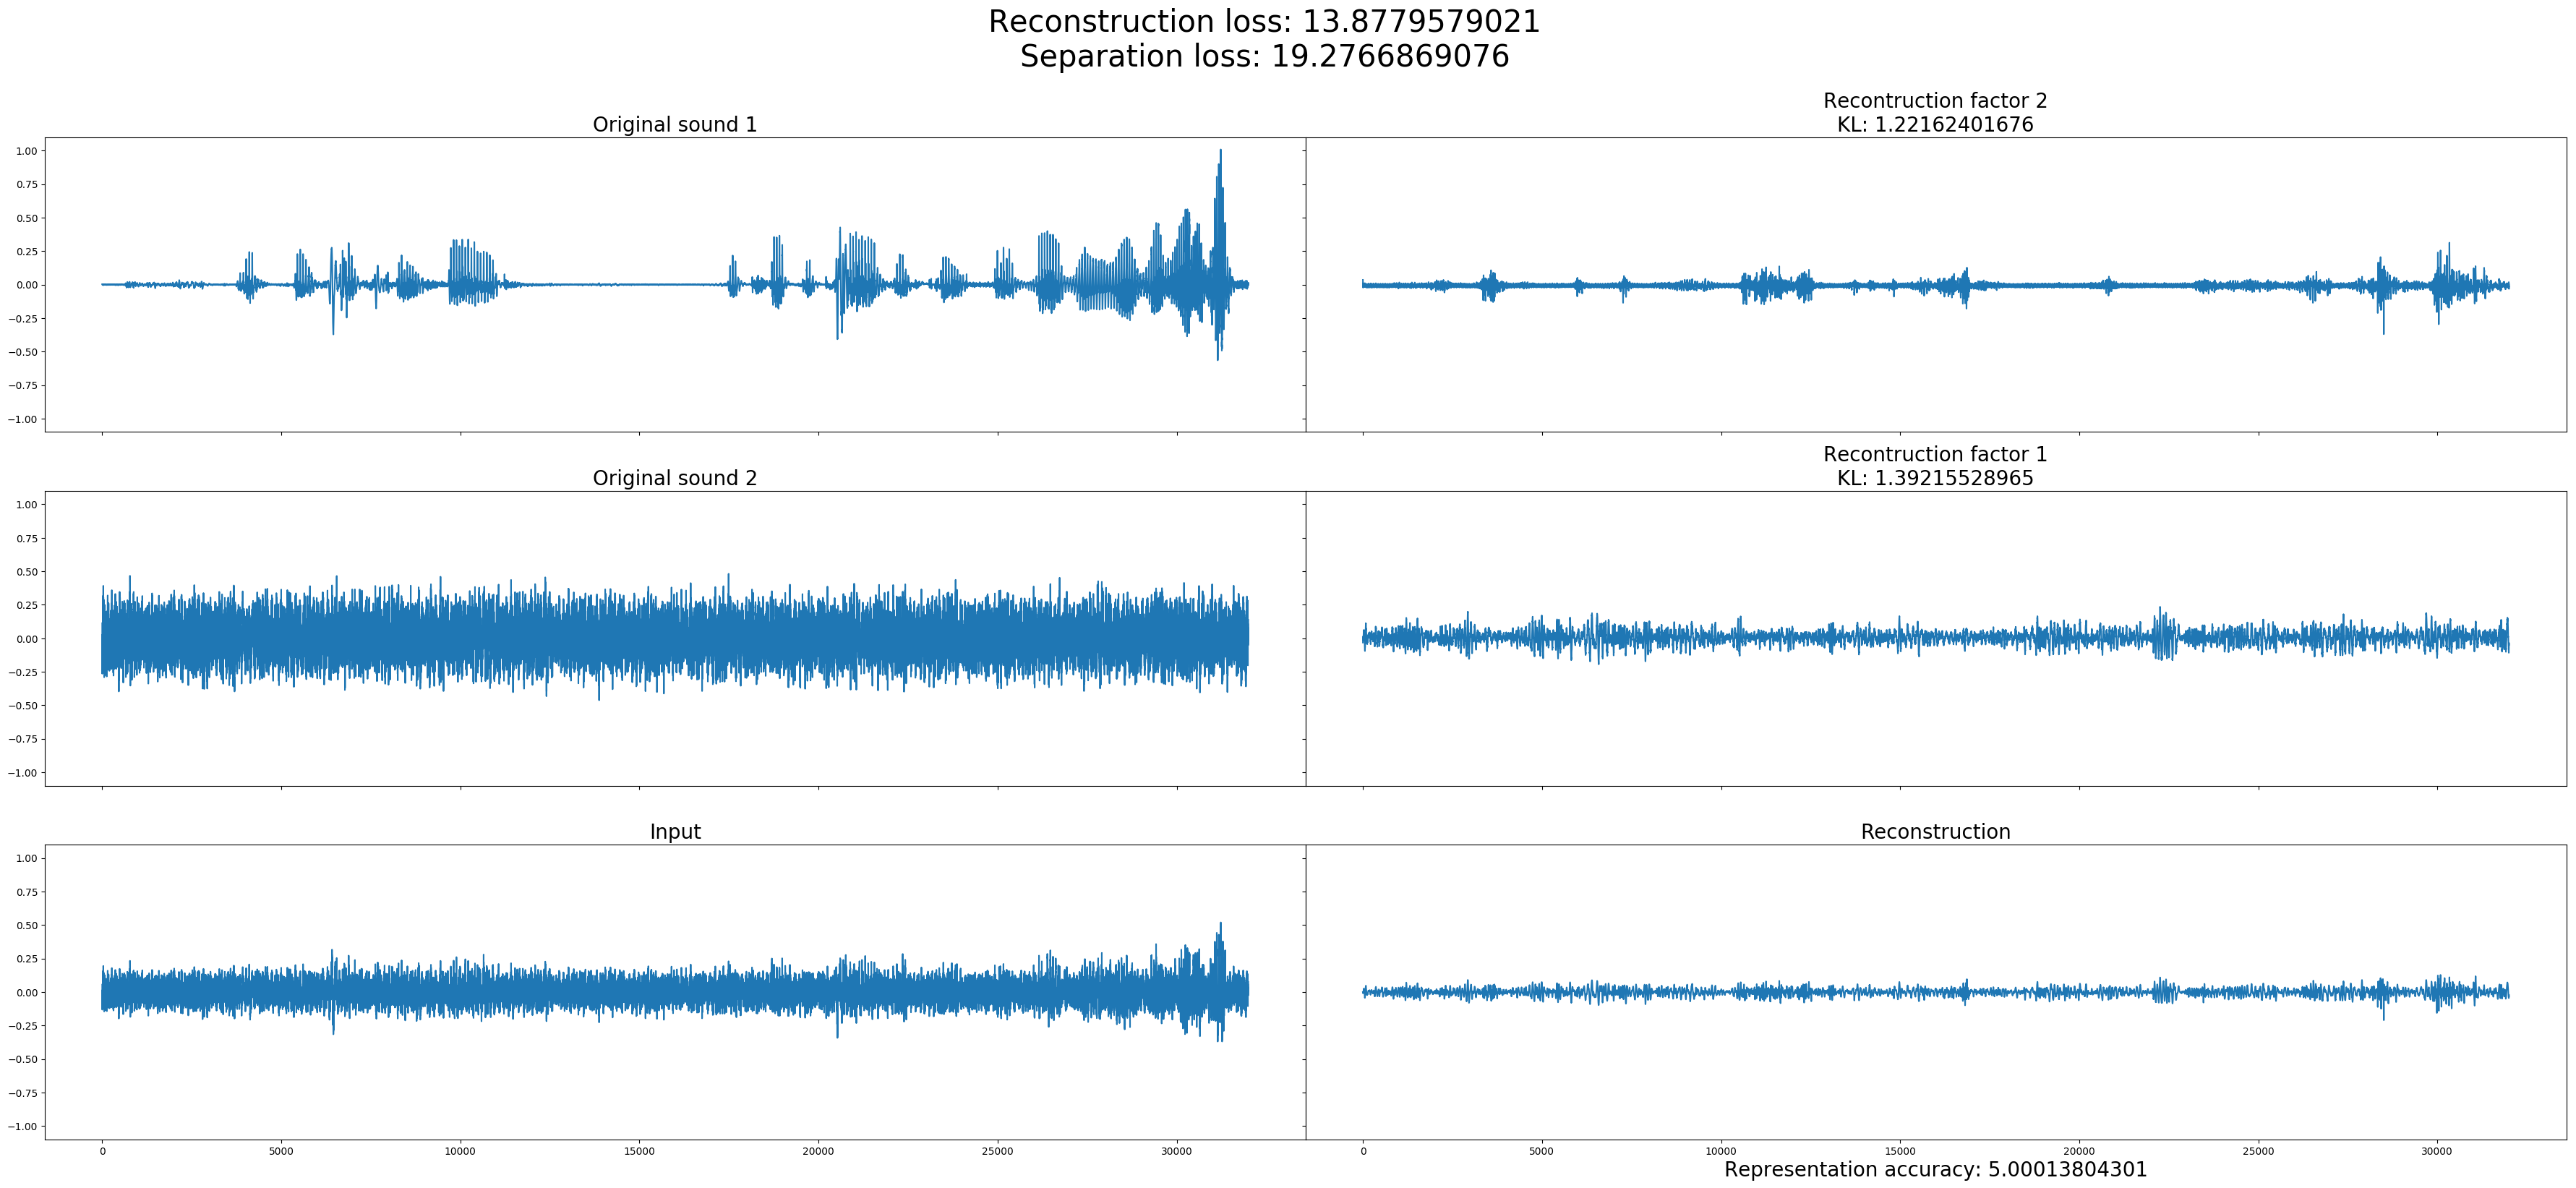 Reconstruction loss: 13.8779579021
Separation loss: 19.2766869076
Original sound 1
1.00
0.75
0.50
0.25
0.00
−0.25
−0.50
−0.75
−1.00
Recontruction factor 2
KL: 1.22162401676
Original sound 2
1.00
0.75
0.50
0.25
0.00
−0.25
−0.50
−0.75
−1.00
Recontruction factor 1
KL: 1.39215528965
Input
1.00
0.75
0.50
0.25
0.00
−0.25
−0.50
−0.75
−1.00
0 5000 10000 15000 20000 25000 30000
Reconstruction
0 5000 10000 15000 20000 25000 30000
Representation accuracy: 5.00013804301